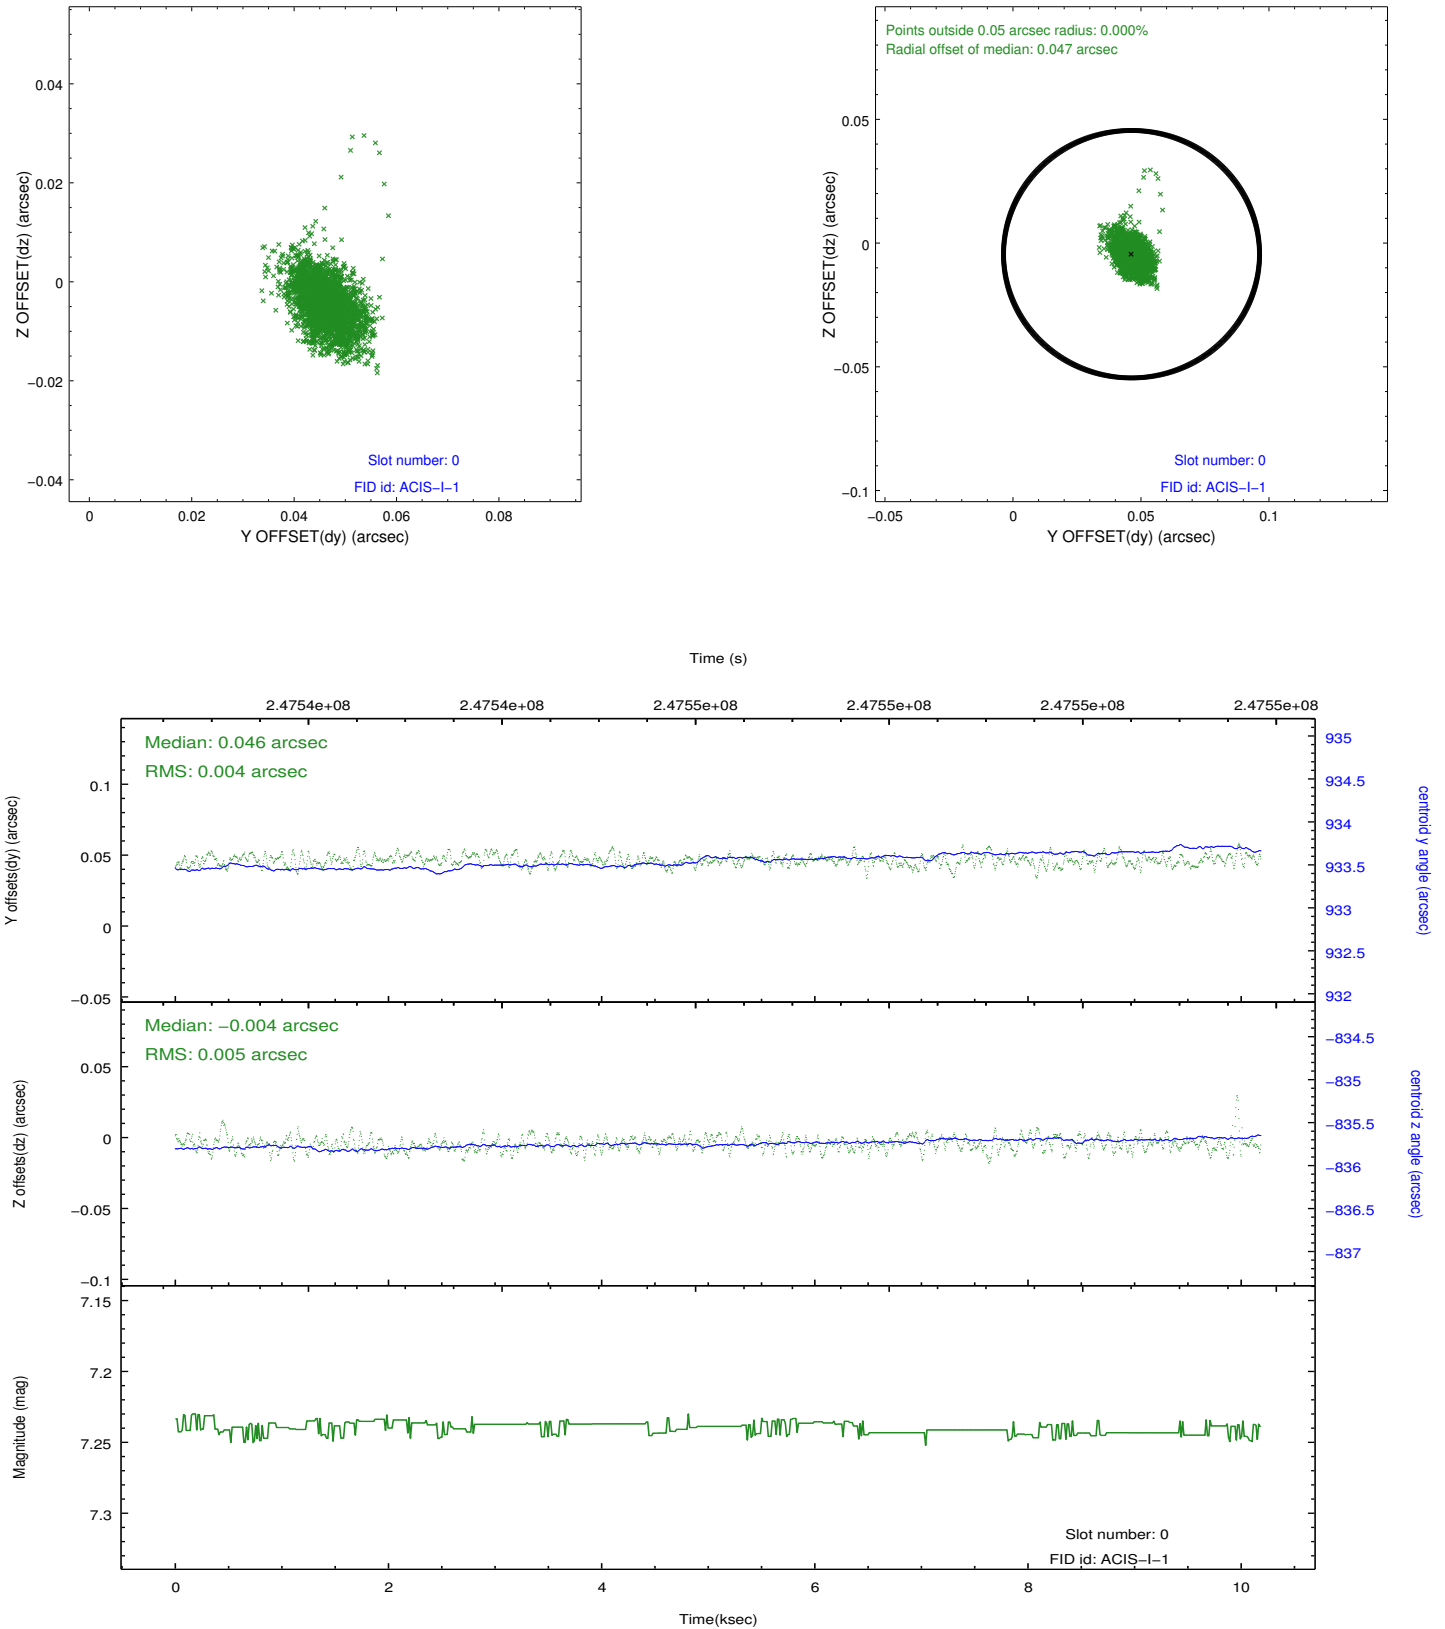 0.04
0.02
0
−0.02
−0.04
Z OFFSET(dz) (arcsec)
Slot number: 0
FID id: ACIS−I−1
0 0.02 0.04 0.06 0.08
Y OFFSET(dy) (arcsec)
Points outside 0.05 arcsec radius: 0.000%
Radial offset of median: 0.047 arcsec
0.05
0
−0.05
−0.1
Z OFFSET(dz) (arcsec)
Slot number: 0
FID id: ACIS−I−1
−0.05 0 0.05 0.1
Y OFFSET(dy) (arcsec)
Time (s)
2.4754e+08 2.4754e+08 2.4755e+08 2.4755e+08 2.4755e+08 2.4755e+08
Median: 0.046 arcsec
RMS: 0.004 arcsec
0.1
0.05
0
−0.05
Y offsets(dy) (arcsec)
935
934.5
934
933.5
933
932.5
932
centroid y angle (arcsec)
Median: −0.004 arcsec
RMS: 0.005 arcsec
0.05
0
−0.05
−0.1
Z offsets(dz) (arcsec)
−834.5
−835
−835.5
−836
−836.5
−837
centroid z angle (arcsec)
7.15
7.2
7.25
7.3
Magnitude (mag)
Slot number: 0
FID id: ACIS−I−1
0 2 4 6 8 10
Time(ksec)